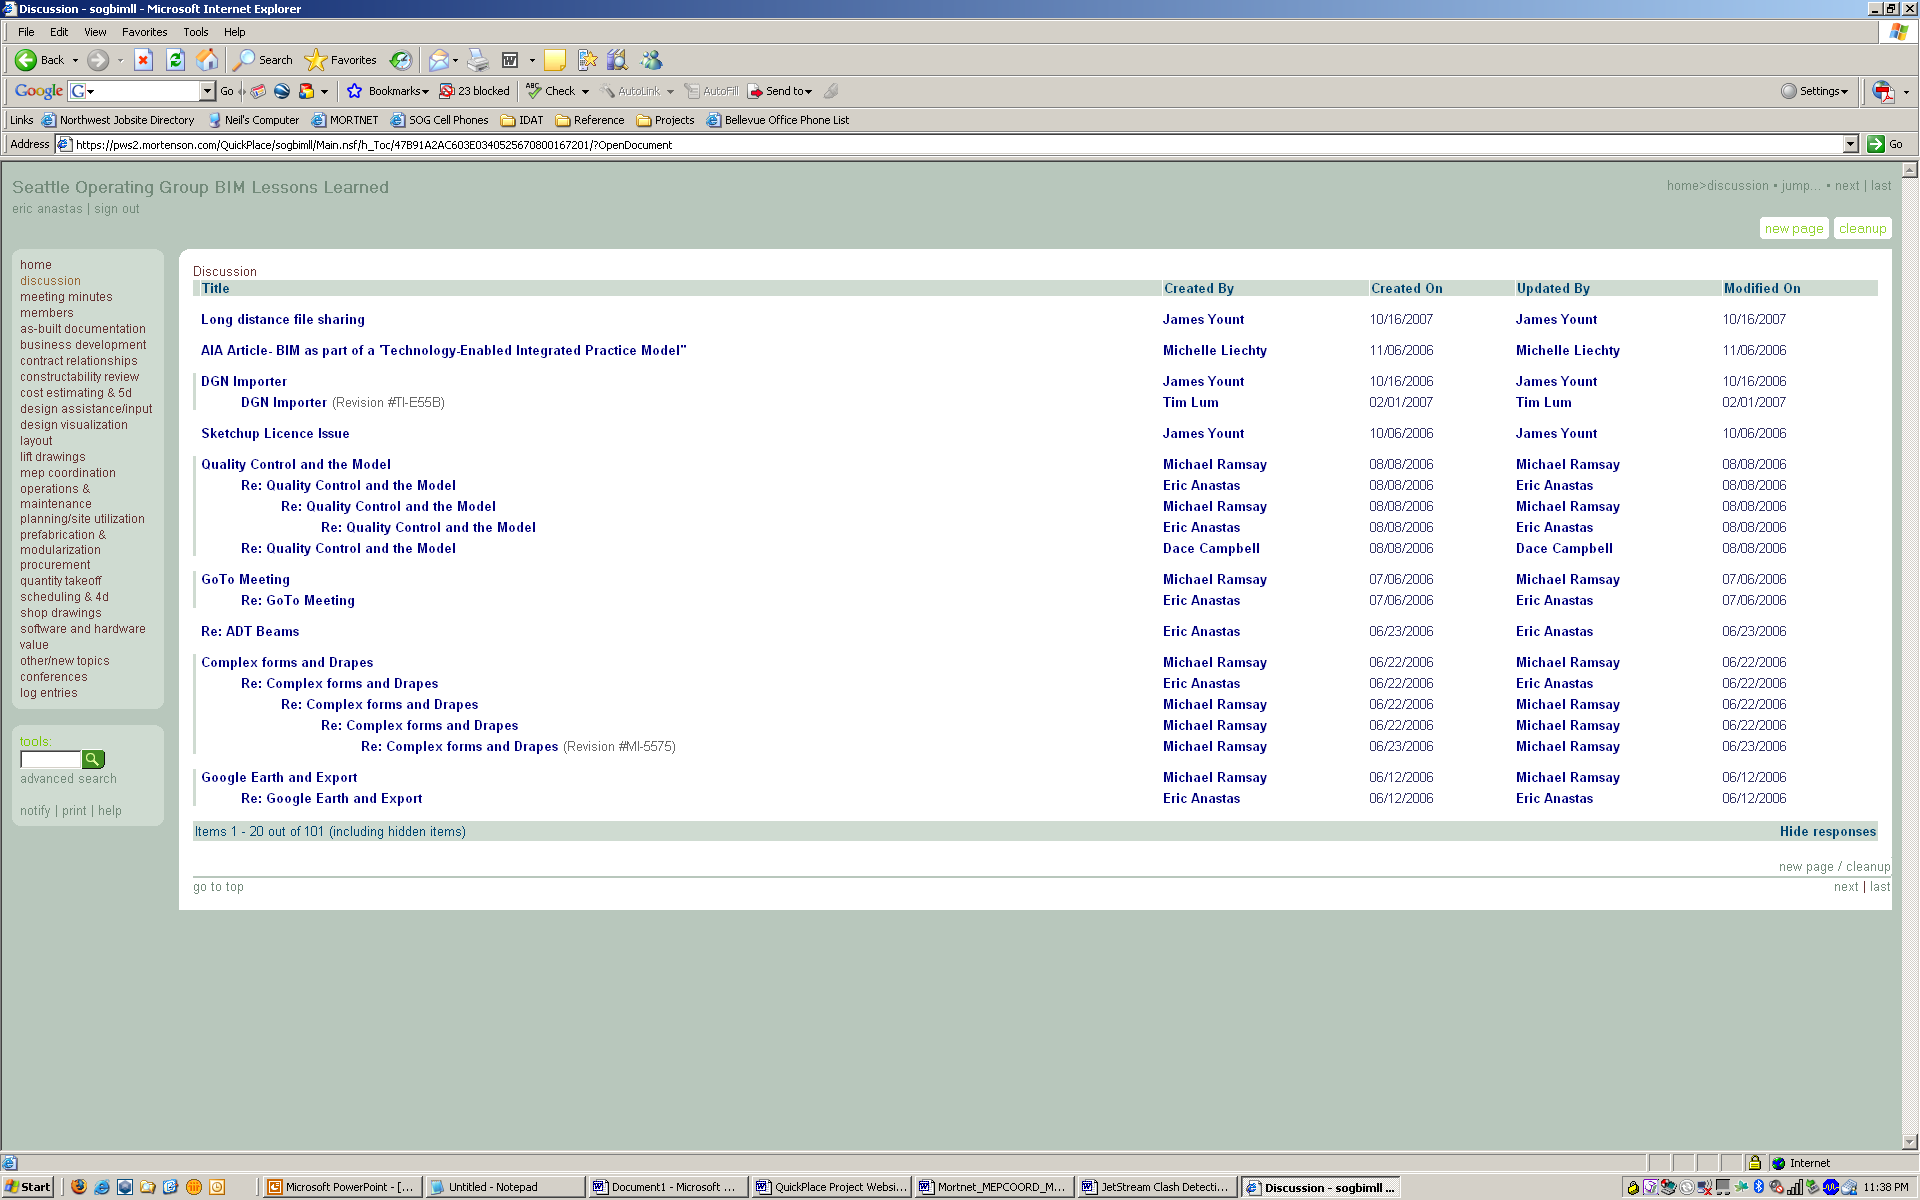 Discussion - sogbimll - Microsoft Internet Explorer
File Edit View Favorites Tools Help
Back Search Favorites
Google G Go Bookmarks 23 blocked ABC Check AutoLink AutoFill Send to Settings
Links Northwest Jobsite Directory Neil's Computer MORTNET SOG Cell Phones IDAT Reference Projects Bellevue Office Phone List
Address https://pws2.mortenson.com/QuickPlace/sogbimll/Main.nsf/h_Toc/47B91A2AC603E0340525670800167201/?OpenDocument Go
Seattle Operating Group BIM Lessons Learned
home>discussion • jump... • next | last
eric anastas | sign out
new page cleanup
home
discussion
meeting minutes
members
as-built documentation
business development
contract relationships
constructability review
cost estimating & 5d
design assistance/input
design visualization
layout
lift drawings
mep coordination
operations &
maintenance
planning/site utilization
prefabrication &
modularization
procurement
quantity takeoff
scheduling & 4d
shop drawings
software and hardware
value
other/new topics
conferences
log entries
tools:
advanced search
notify | print | help
Discussion
Title Created By Created On Updated By Modified On
Long distance file sharing James Yount 10/16/2007 James Yount 10/16/2007
AIA Article- BIM as part of a 'Technology-Enabled Integrated Practice Model" Michelle Liechty 11/06/2006 Michelle Liechty 11/06/2006
DGN Importer James Yount 10/16/2006 James Yount 10/16/2006
DGN Importer (Revision #TI-E55B) Tim Lum 02/01/2007 Tim Lum 02/01/2007
Sketchup Licence Issue James Yount 10/06/2006 James Yount 10/06/2006
Quality Control and the Model Michael Ramsay 08/08/2006 Michael Ramsay 08/08/2006
Re: Quality Control and the Model Eric Anastas 08/08/2006 Eric Anastas 08/08/2006
Re: Quality Control and the Model Michael Ramsay 08/08/2006 Michael Ramsay 08/08/2006
Re: Quality Control and the Model Eric Anastas 08/08/2006 Eric Anastas 08/08/2006
Re: Quality Control and the Model Dace Campbell 08/08/2006 Dace Campbell 08/08/2006
GoTo Meeting Michael Ramsay 07/06/2006 Michael Ramsay 07/06/2006
Re: GoTo Meeting Eric Anastas 07/06/2006 Eric Anastas 07/06/2006
Re: ADT Beams Eric Anastas 06/23/2006 Eric Anastas 06/23/2006
Complex forms and Drapes Michael Ramsay 06/22/2006 Michael Ramsay 06/22/2006
Re: Complex forms and Drapes Eric Anastas 06/22/2006 Eric Anastas 06/22/2006
Re: Complex forms and Drapes Michael Ramsay 06/22/2006 Michael Ramsay 06/22/2006
Re: Complex forms and Drapes Michael Ramsay 06/22/2006 Michael Ramsay 06/22/2006
Re: Complex forms and Drapes (Revision #MI-5575) Michael Ramsay 06/23/2006 Michael Ramsay 06/23/2006
Google Earth and Export Michael Ramsay 06/12/2006 Michael Ramsay 06/12/2006
Re: Google Earth and Export Eric Anastas 06/12/2006 Eric Anastas 06/12/2006
Items 1 - 20 out of 101 (including hidden items) Hide responses
new page / cleanup
go to top next | last
Internet
Start Microsoft PowerPoint - [... Untitled - Notepad Document1 - Microsoft ... QuickPlace Project Websi... Mortnet_MEPCOORD_M... JetStream Clash Detecti... Discussion - sogbimll ... 11:38 PM